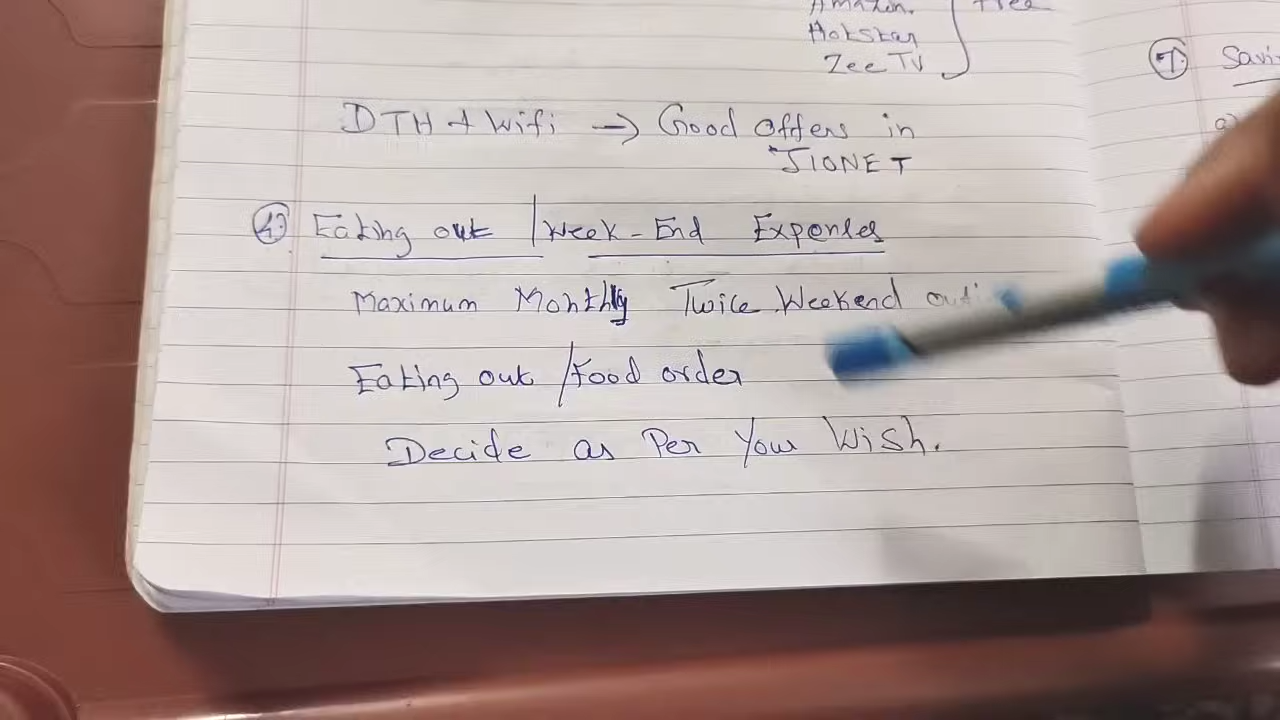 Amazon.
free
Hotstar
Zee TV
DTH + Wifi → Good Offers in
JIONET
4. Eating out / Week-End Expenses
Maximum Monthly Twice Weekend
Eating out / Food order
Decide as Per Your Wish.
7.
a)